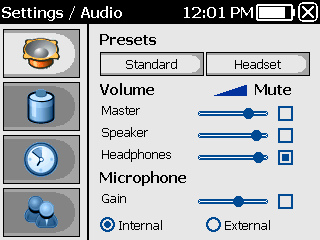 Settings / Audio 12:01 PM
Presets
Standard Headset
Volume Mute
Master
Speaker
Headphones
Microphone
Gain
Internal External